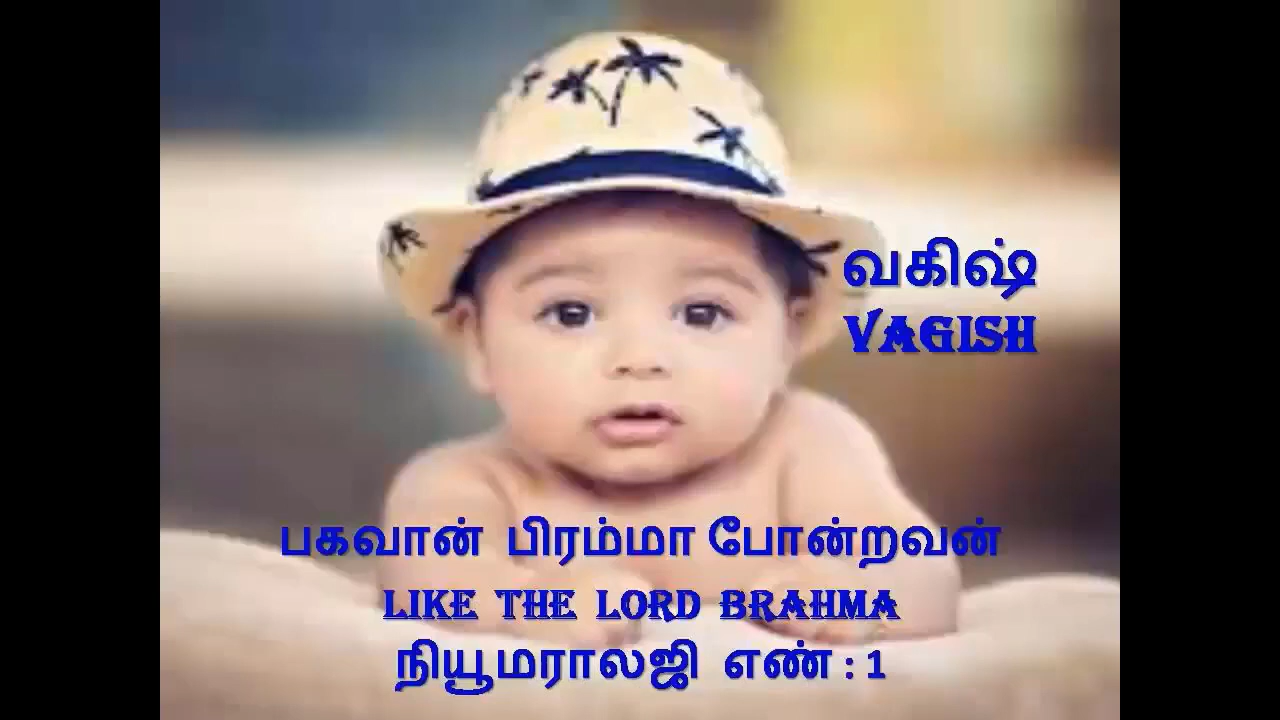 வகிஷ்
VAGISH
பகவான் பிரம்மா போன்றவன்
LIKE THE LORD BRAHMA
நியூமராலஜி எண் : 1